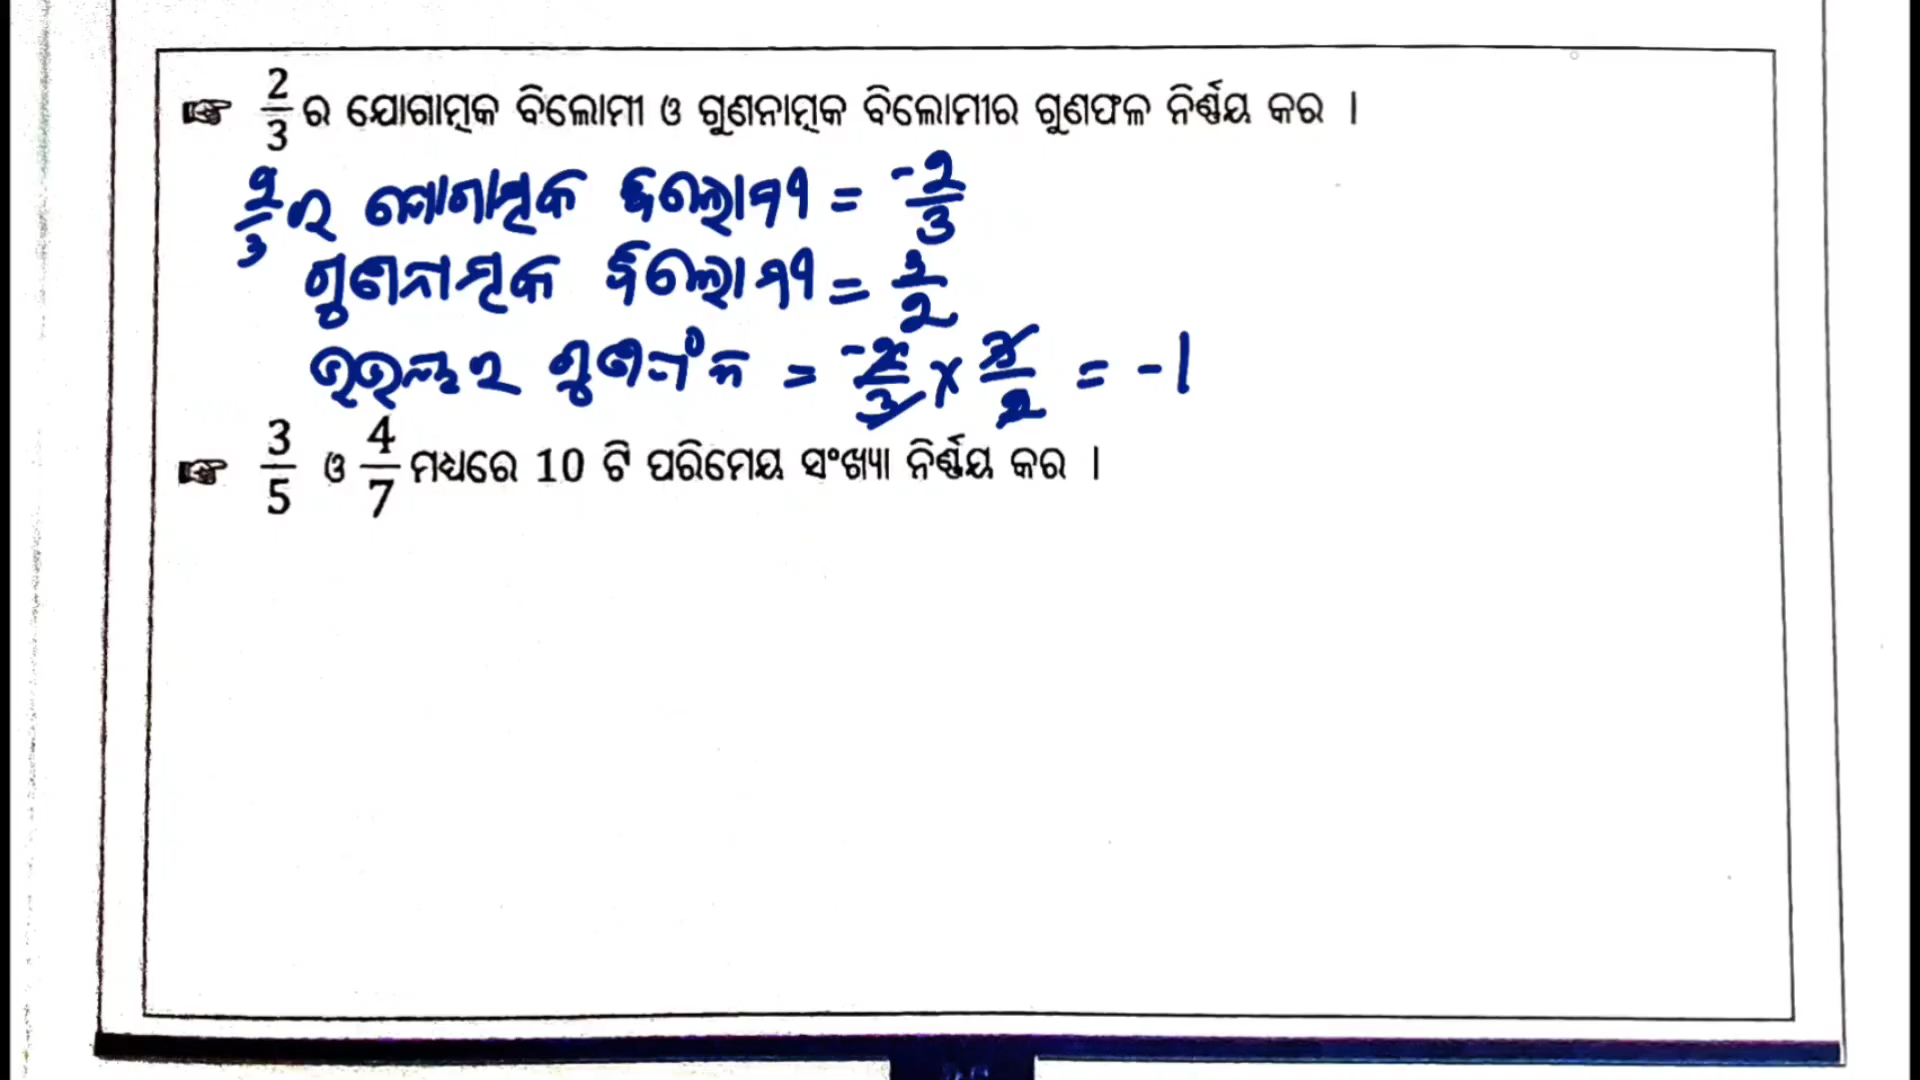 ☞ 2/3 ର ଯୋଗାତ୍ମକ ବିଲୋମୀ ଓ ଗୁଣନାତ୍ମକ ବିଲୋମୀର ଗୁଣଫଳ ନିର୍ଣ୍ଣୟ କର ।
2/3 ର ଯୋଗାତ୍ମକ ବିଲୋମୀ = -2/3
ଗୁଣନାତ୍ମକ ବିଲୋମୀ = 3/2
ଉଭୟର ଗୁଣଫଳ = -2/3 × 3/2 = -1
☞ 3/5 ଓ 4/7 ମଧ୍ୟରେ 10 ଟି ପରିମେୟ ସଂଖ୍ୟା ନିର୍ଣ୍ଣୟ କର ।